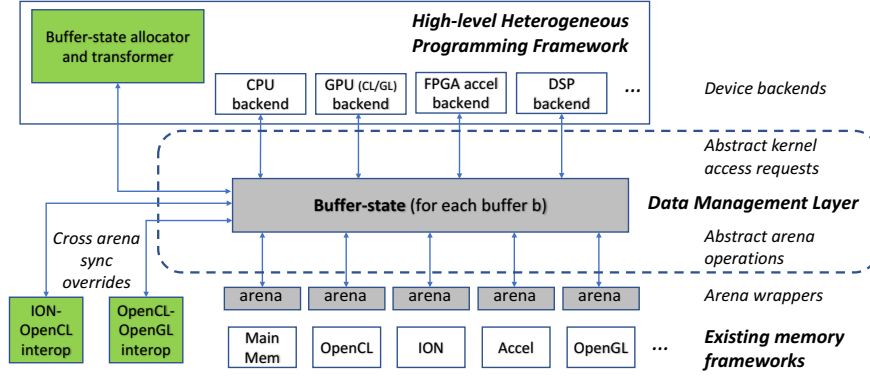 High-level Heterogeneous
Programming Framework
Buffer-state allocator
and transformer
CPU
backend
GPU (CL/GL)
backend
FPGA accel
backend
DSP
backend
...
Device backends
Abstract kernel
access requests
Buffer-state (for each buffer b)
Data Management Layer
Cross arena
sync
overrides
Abstract arena
operations
ION-
OpenCL
interop
OpenCL-
OpenGL
interop
arena
arena
arena
arena
arena
Arena wrappers
Main
Mem
OpenCL
ION
Accel
OpenGL
...
Existing memory
frameworks